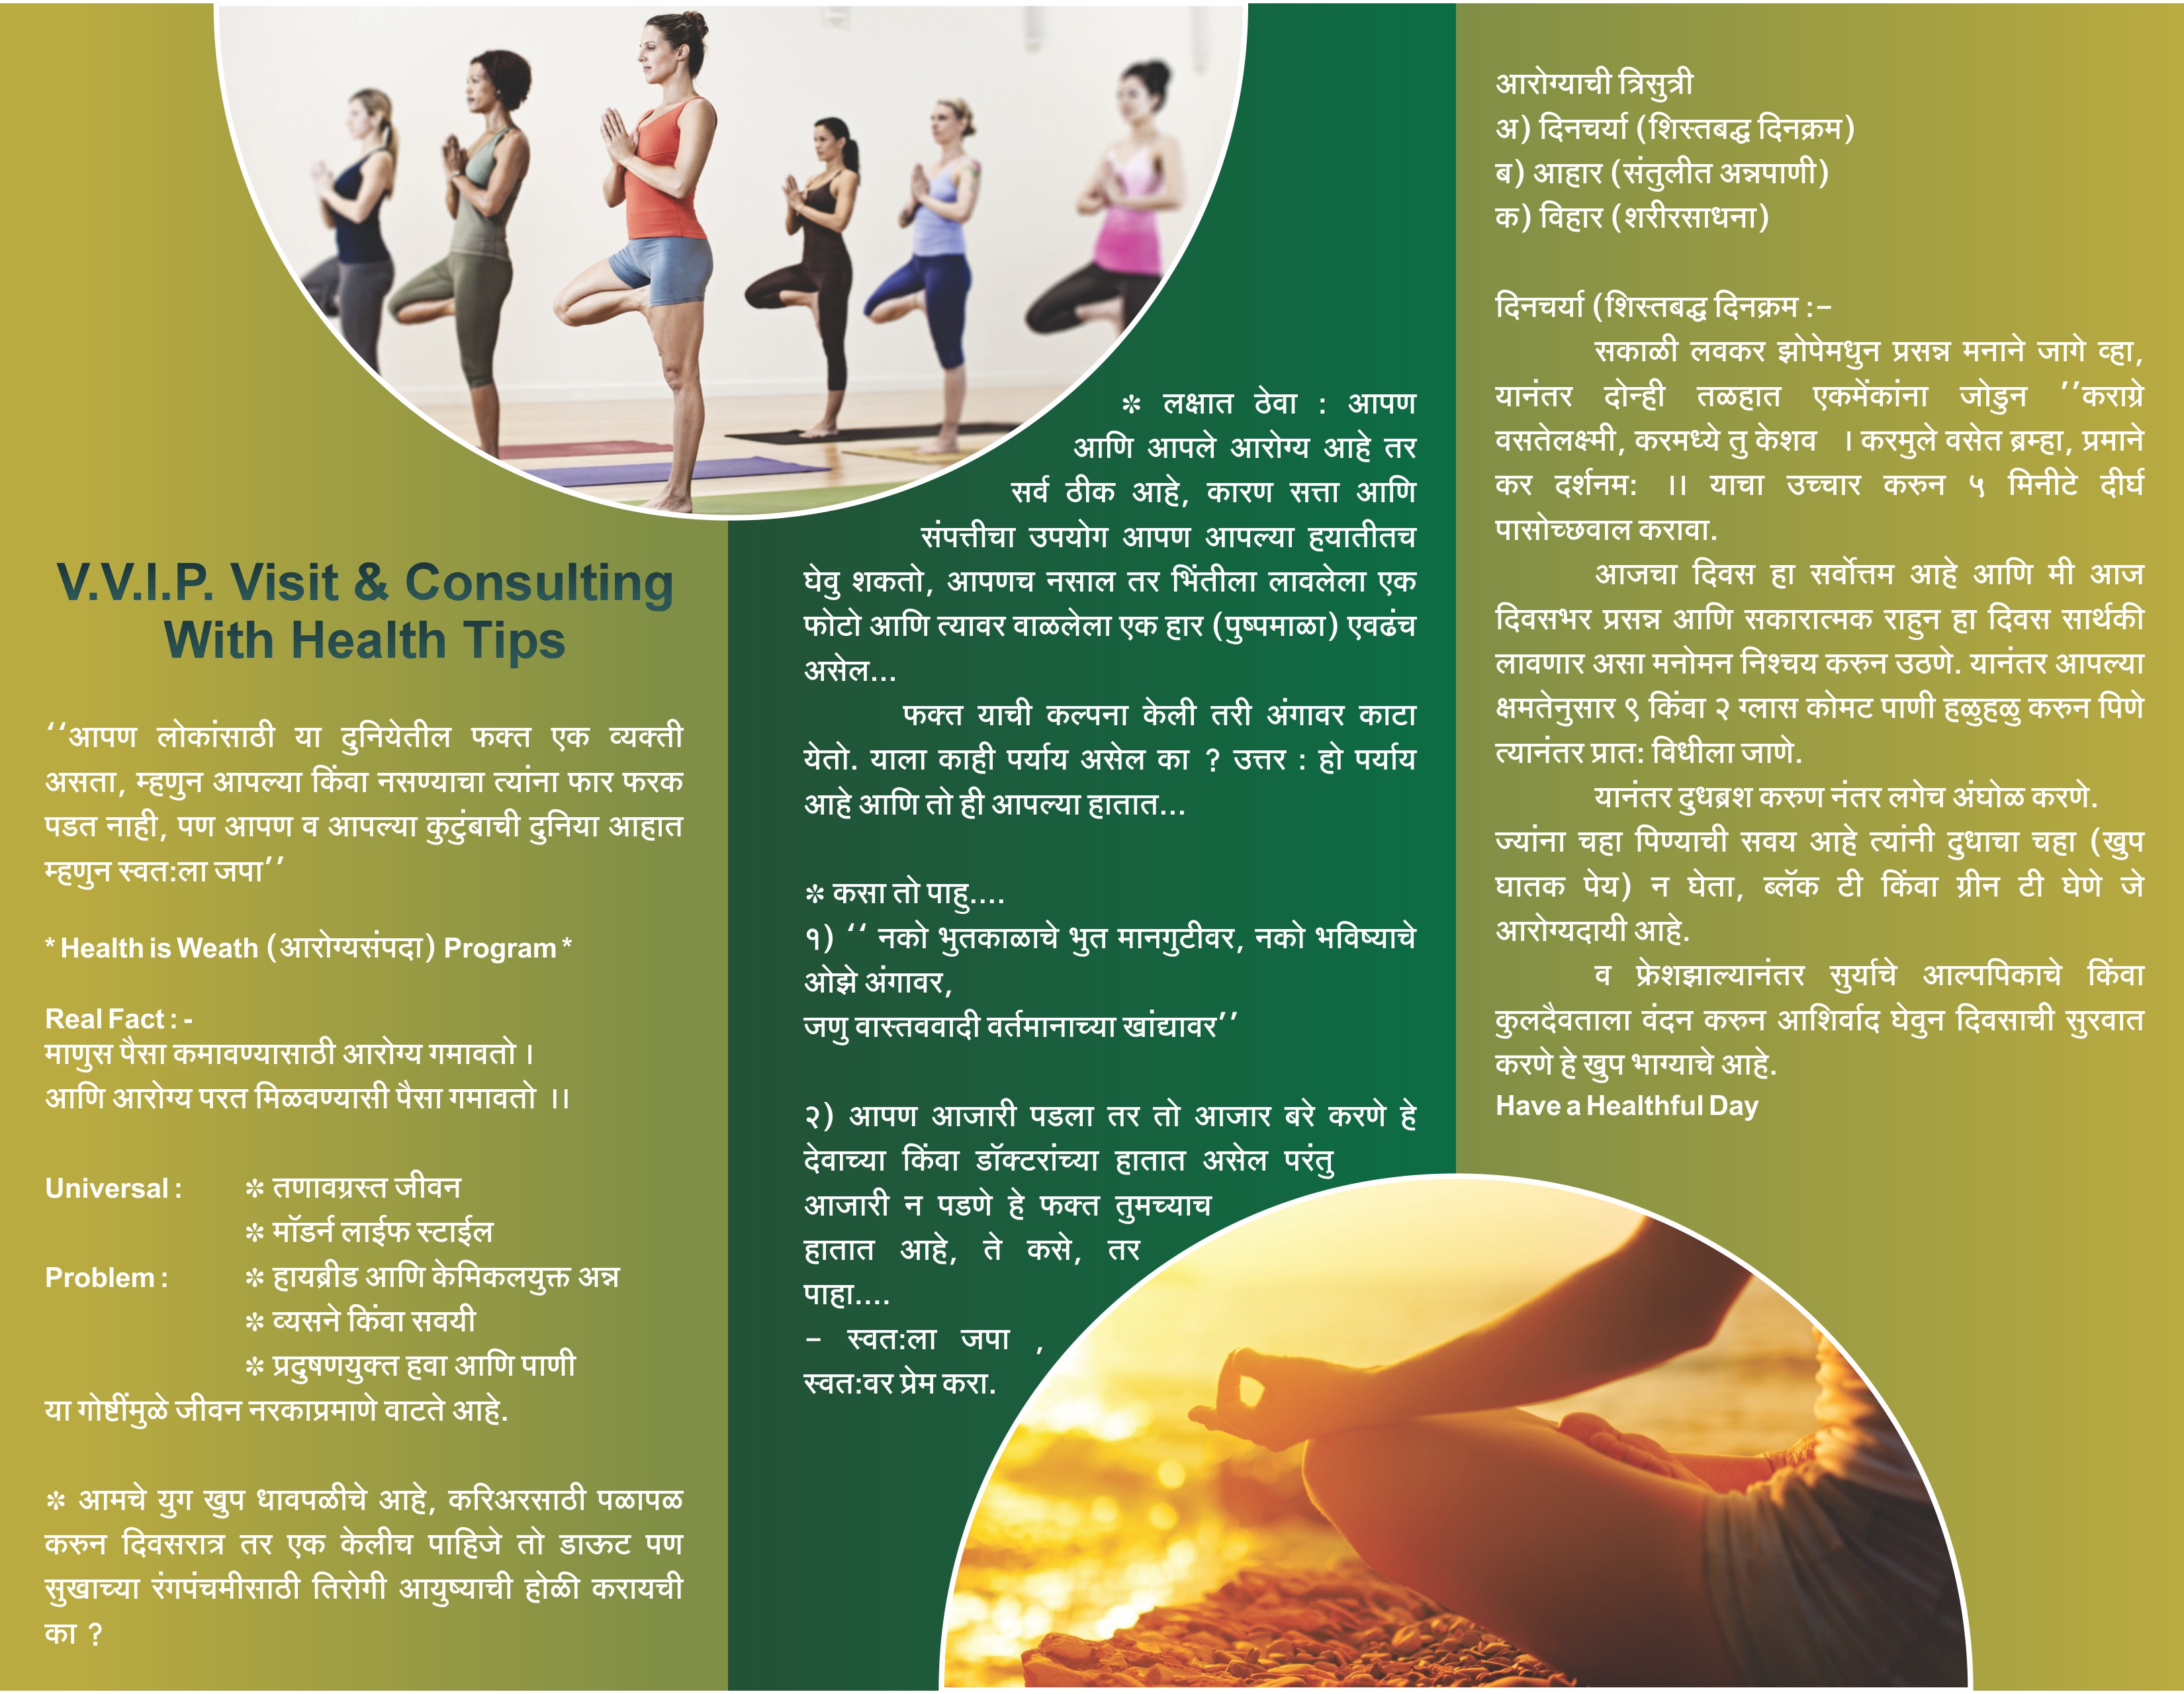 V.V.I.P. Visit & Consulting
With Health Tips
‘‘आपण लोकांसाठी या दुनियेतील फक्त एक व्यक्ती
असता, म्हणुन आपल्या किंवा नसण्याचा त्यांना फार फरक
पडत नाही, पण आपण व आपल्या कुटुंबाची दुनिया आहात
म्हणुन स्वत:ला जपा’’
* Health is Weath (आरोग्यसंपदा) Program *
Real Fact : -
माणुस पैसा कमावण्यासाठी आरोग्य गमावतो ।
आणि आरोग्य परत मिळवण्यासी पैसा गमावतो ।।
Universal : ✽ तणावग्रस्त जीवन
✽ मॉडर्न लाईफ स्टाईल
Problem : ✽ हायब्रीड आणि केमिकलयुक्त अन्न
✽ व्यसने किंवा सवयी
✽ प्रदुषणयुक्त हवा आणि पाणी
या गोष्टींमुळे जीवन नरकाप्रमाणे वाटते आहे.
✽ आमचे युग खुप धावपळीचे आहे, करिअरसाठी पळापळ
करुन दिवसरात्र तर एक केलीच पाहिजे तो डाऊट पण
सुखाच्या रंगपंचमीसाठी तिरोगी आयुष्याची होळी करायची
का ?
✽ लक्षात ठेवा : आपण
आणि आपले आरोग्य आहे तर
सर्व ठीक आहे, कारण सत्ता आणि
संपत्तीचा उपयोग आपण आपल्या हयातीतच
घेवु शकतो, आपणच नसाल तर भिंतीला लावलेला एक
फोटो आणि त्यावर वाळलेला एक हार (पुष्पमाळा) एवढंच
असेल...
फक्त याची कल्पना केली तरी अंगावर काटा
येतो. याला काही पर्याय असेल का ? उत्तर : हो पर्याय
आहे आणि तो ही आपल्या हातात...
✽ कसा तो पाहु....
१) ‘‘ नको भुतकाळाचे भुत मानगुटीवर, नको भविष्याचे
ओझे अंगावर,
जणु वास्तववादी वर्तमानाच्या खांद्यावर’’
२) आपण आजारी पडला तर तो आजार बरे करणे हे
देवाच्या किंवा डॉक्टरांच्या हातात असेल परंतु
आजारी न पडणे हे फक्त तुमच्याच
हातात आहे, ते कसे, तर
पाहा....
– स्वत:ला जपा ,
स्वत:वर प्रेम करा.
आरोग्याची त्रिसुत्री
अ) दिनचर्या (शिस्तबद्ध दिनक्रम)
ब) आहार (संतुलीत अन्नपाणी)
क) विहार (शरीरसाधना)
दिनचर्या (शिस्तबद्ध दिनक्रम :–
सकाळी लवकर झोपेमधुन प्रसन्न मनाने जागे व्हा,
यानंतर दोन्ही तळहात एकमेंकांना जोडुन ’’कराग्रे
वसतेलक्ष्मी, करमध्ये तु केशव । करमुले वसेत ब्रम्हा, प्रमाने
कर दर्शनम: ।। याचा उच्चार करुन ५ मिनीटे दीर्घ
पासोच्छवाल करावा.
आजचा दिवस हा सर्वोत्तम आहे आणि मी आज
दिवसभर प्रसन्न आणि सकारात्मक राहुन हा दिवस सार्थकी
लावणार असा मनोमन निश्चय करुन उठणे. यानंतर आपल्या
क्षमतेनुसार ९ किंवा २ ग्लास कोमट पाणी हळुहळु करुन पिणे
त्यानंतर प्रात: विधीला जाणे.
यानंतर दुधब्रश करुण नंतर लगेच अंघोळ करणे.
ज्यांना चहा पिण्याची सवय आहे त्यांनी दुधाचा चहा (खुप
घातक पेय) न घेता, ब्लॅक टी किंवा ग्रीन टी घेणे जे
आरोग्यदायी आहे.
व फ्रेशझाल्यानंतर सुर्याचे आल्पपिकाचे किंवा
कुलदैवताला वंदन करुन आशिर्वाद घेवुन दिवसाची सुरवात
करणे हे खुप भाग्याचे आहे.
Have a Healthful Day